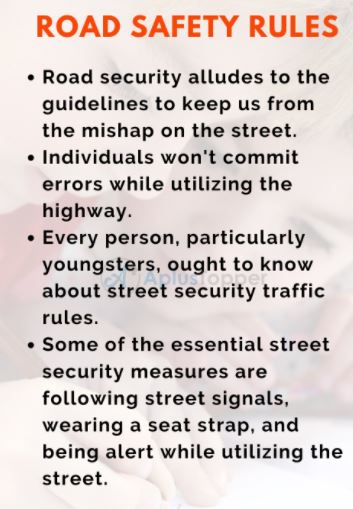 ROAD SAFETY RULES
• Road security alludes to the
guidelines to keep us from
the mishap on the street.
• Individuals won't commit
errors while utilizing the
highway.
• Every person, particularly
youngsters, ought to know
AplusTopper
about street security traffic
rules.
• Some of the essential street
security measures are
following street signals,
wearing a seat strap, and
being alert while utilizing the
street.